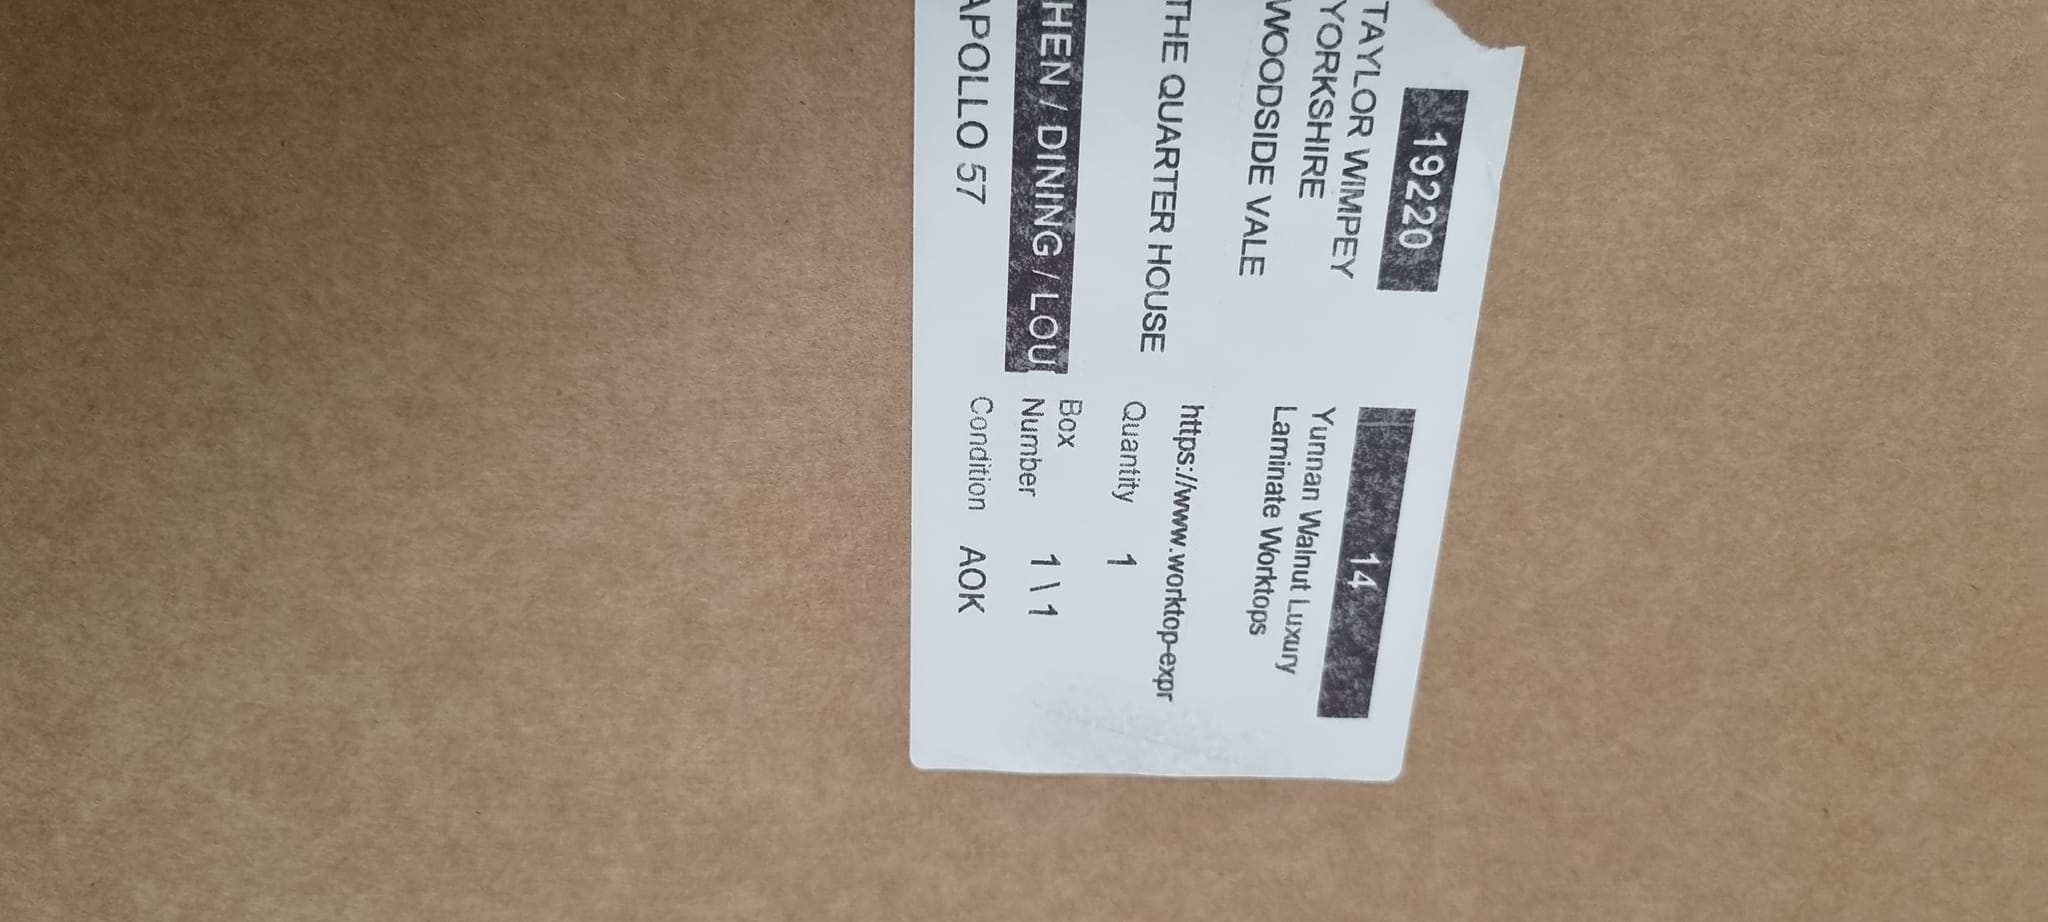 19220
TAYLOR WIMPEY
YORKSHIRE
WOODSIDE VALE
THE QUARTER HOUSE
HEN / DINING / LOU
APOLLO 57
14
Yunnan Walnut Luxury
Laminate Worktops
https://www.worktop-expr
Quantity 1
Box
Number 1 \ 1
Condition AOK